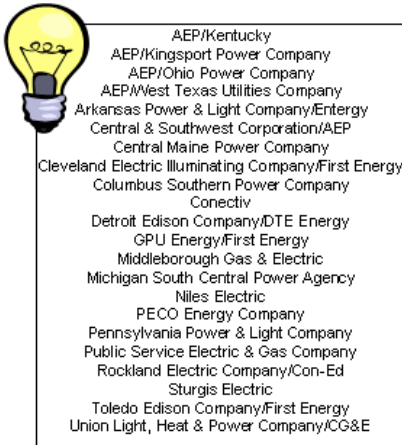 AEP/Kentucky
AEP/Kingsport Power Company
AEP/Ohio Power Company
AEP/West Texas Utilities Company
Arkansas Power & Light Company/Entergy
Central & Southwest Corporation/AEP
Central Maine Power Company
Cleveland Electric Illuminating Company/First Energy
Columbus Southern Power Company
Conectiv
Detroit Edison Company/DTE Energy
GPU Energy/First Energy
Middleborough Gas & Electric
Michigan South Central Power Agency
Niles Electric
PECO Energy Company
Pennsylvania Power & Light Company
Public Service Electric & Gas Company
Rockland Electric Company/Con-Ed
Sturgis Electric
Toledo Edison Company/First Energy
Union Light, Heat & Power Company/CG&E